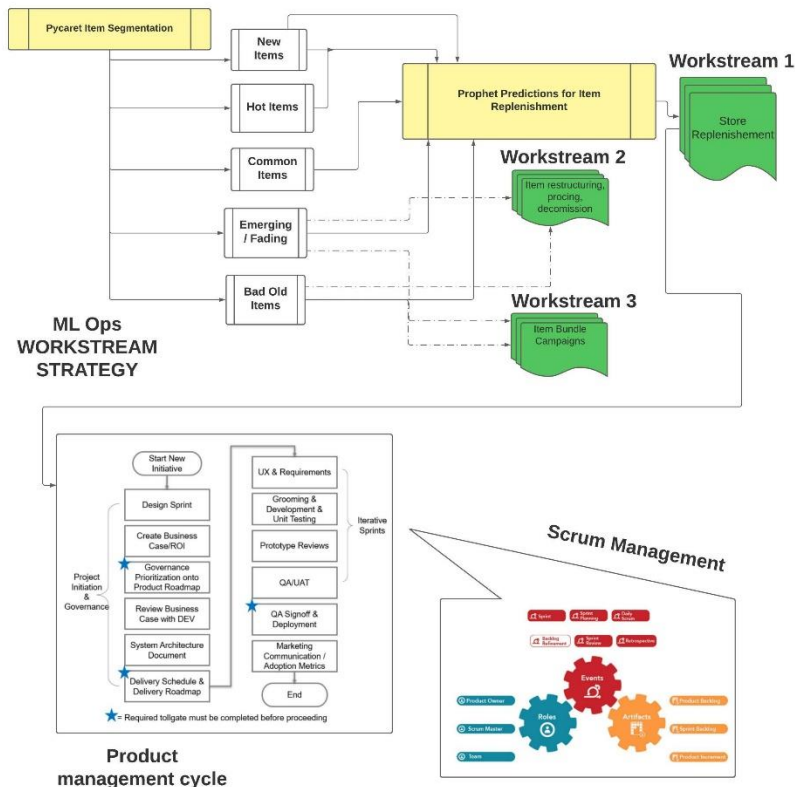 Pycaret Item Segmentation
New
Items
Hot Items
Common
Items
Emerging
/ Fading
Bad Old
Items
Prophet Predictions for Item
Replenishment
Workstream 1
Store
Replenishement
Workstream 2
Item restructuring,
procing,
decomission
Workstream 3
Item Bundle
Campaigns
ML Ops
WORKSTREAM
STRATEGY
Start New
Initiative
Design Sprint
Create Business
Case/ROI
Governance
Prioritization onto
Product Roadmap
Review Business
Case with DEV
System Architecture
Document
Delivery Schedule &
Delivery Roadmap
Project
Initiation
&
Governance
UX & Requirements
Grooming &
Development &
Unit Testing
Prototype Reviews
QA/UAT
QA Signoff &
Deployment
Marketing
Communication /
Adoption Metrics
End
Iterative
Sprints
= Required tollgate must be completed before proceeding
Product
management cycle
Scrum Management
Sprint
Sprint
Planning
Daily
Scrum
Backlog
Refinement
Sprint
Review
Retrospective
Events
Product Owner
Scrum Master
Team
Roles
Artifacts
Product Backlog
Sprint Backlog
Product Increment